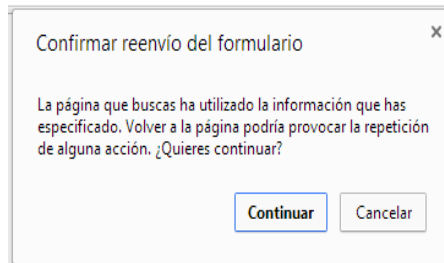 Confirmar reenvío del formulario
La página que buscas ha utilizado la información que has
especificado. Volver a la página podría provocar la repetición
de alguna acción. ¿Quieres continuar?
Continuar Cancelar